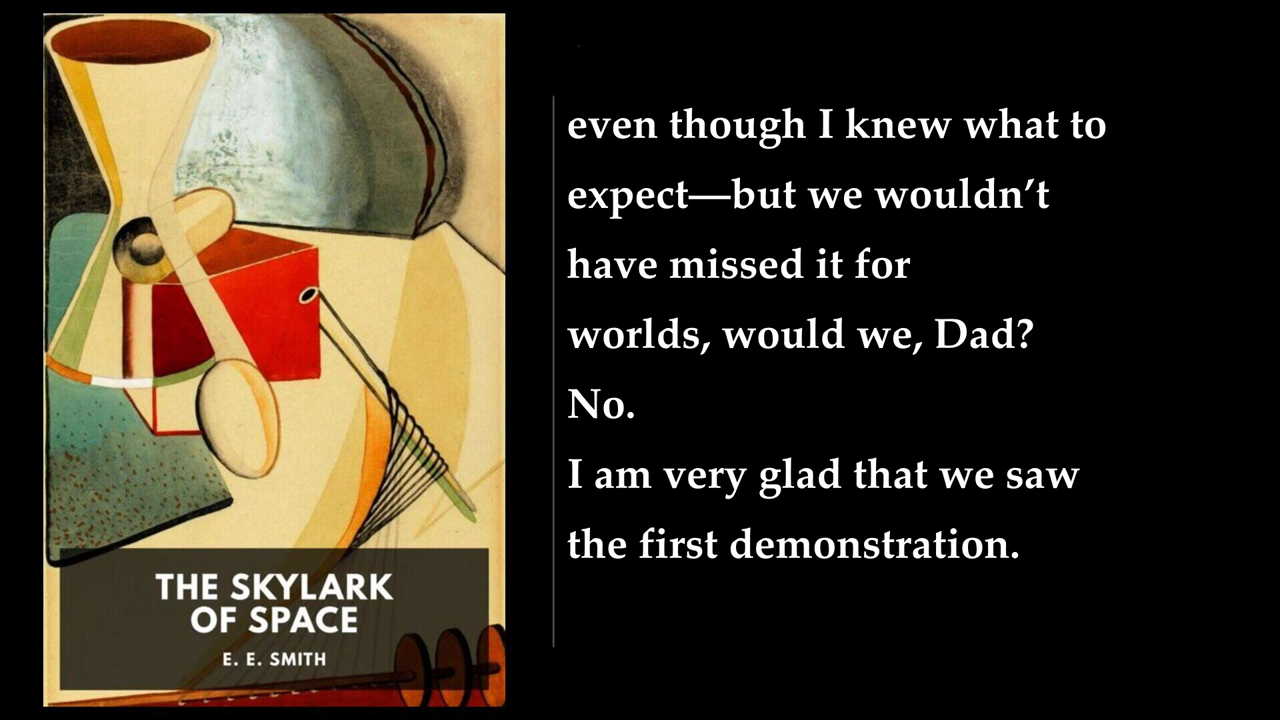 THE SKYLARK
OF SPACE
E. E. SMITH
even though I knew what to
expect—but we wouldn’t
have missed it for
worlds, would we, Dad?
No.
I am very glad that we saw
the first demonstration.